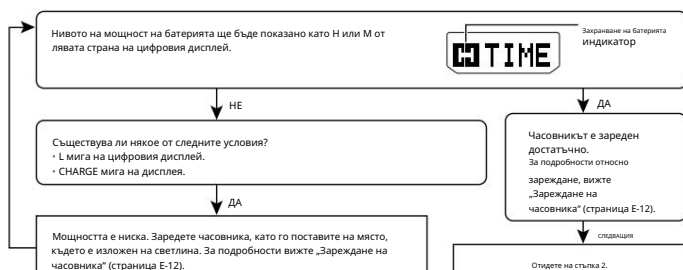 Нивото на мощност на батерията ще бъде показано като H или M от
лявата страна на цифровия дисплей.
TIME
Захранване на батерията
индикатор
НЕ
ДА
Съществува ли някое от следните условия?
• L мига на цифровия дисплей.
• CHARGE мига на дисплея.
Часовникът е зареден
достатъчно.
За подробности относно
зареждане, вижте
„Зареждане на
часовника“ (страница E-12).
ДА
Мощността е ниска. Заредете часовника, като го поставите на място,
където е изложен на светлина. За подробности вижте „Зареждане на
часовника“ (страница E-12).
СЛЕДВАЩИЯ
Отидете на стъпка 2.